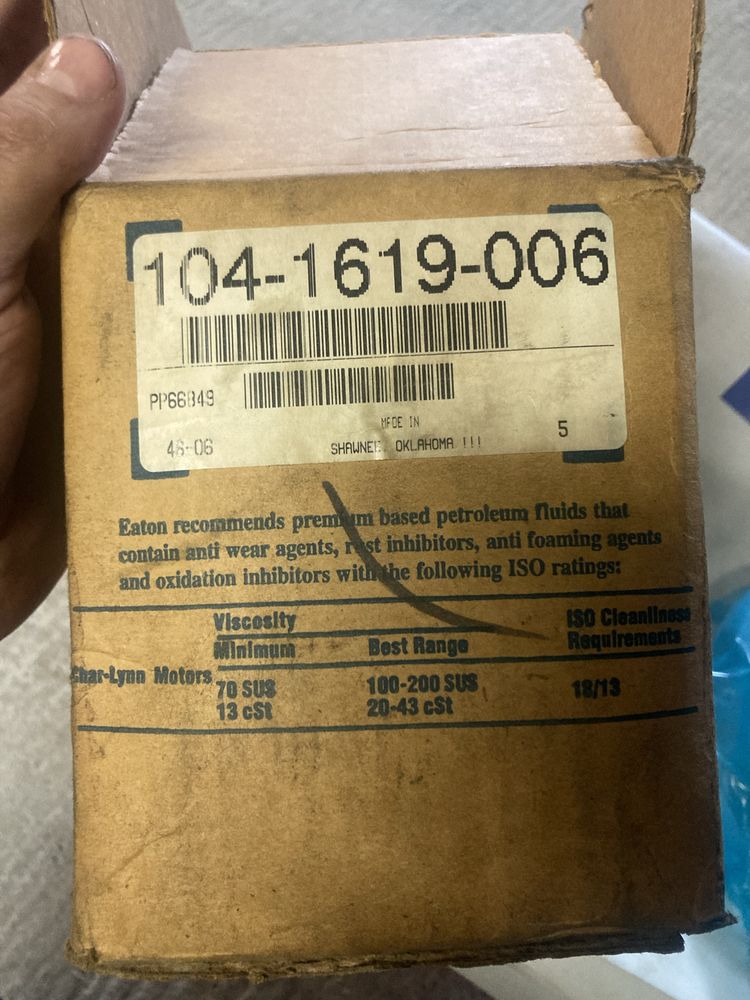 104-1619-006
PP66849
MADE IN
48-06
SHAWNEE, OKLAHOMA !!!
5
Eaton recommends premium based petroleum fluids that
contain anti wear agents, rust inhibitors, anti foaming agents
and oxidation inhibitors with the following ISO ratings:
Viscosity
ISO Cleanliness
Minimum Best Range Requirements
Char-Lynn Motors 70 SUS 100-200 SUS 18/13
13 cSt 20-43 cSt